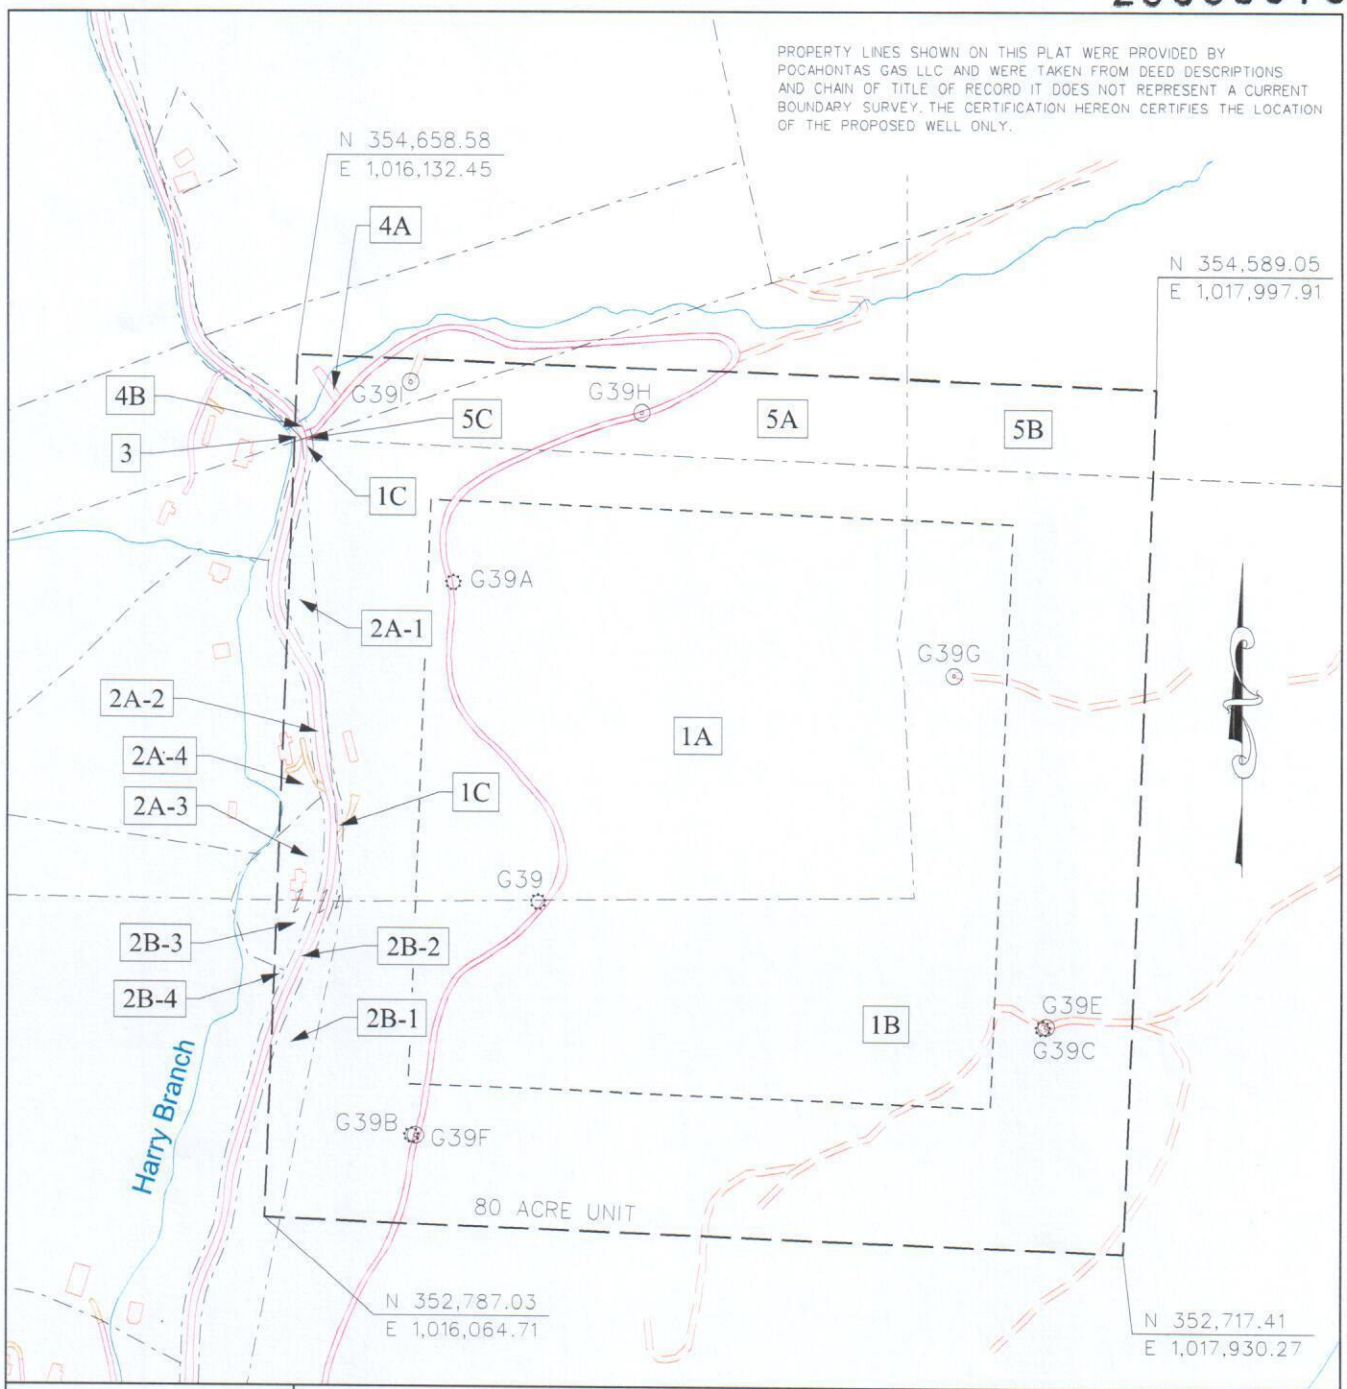 PROPERTY LINES SHOWN ON THIS PLAT WERE PROVIDED BY
POCAHONTAS GAS LLC AND WERE TAKEN FROM DEED DESCRIPTIONS
AND CHAIN OF TITLE OF RECORD IT DOES NOT REPRESENT A CURRENT
BOUNDARY SURVEY. THE CERTIFICATION HEREON CERTIFIES THE LOCATION
OF THE PROPOSED WELL ONLY.
N 354,658.58
E 1,016,132.45
4A
N 354,589.05
E 1,017,997.91
4B
G39I
G39H
5C
5A
5B
3
1C
G39A
2A-1
G39G
2A-2
1A
2A-4
2A-3
1C
G39
2B-3
2B-2
2B-4
2B-1
1B
G39E
G39C
Harry Branch
G39B
G39F
80 ACRE UNIT
N 352,787.03
E 1,016,064.71
N 352,717.41
E 1,017,930.27